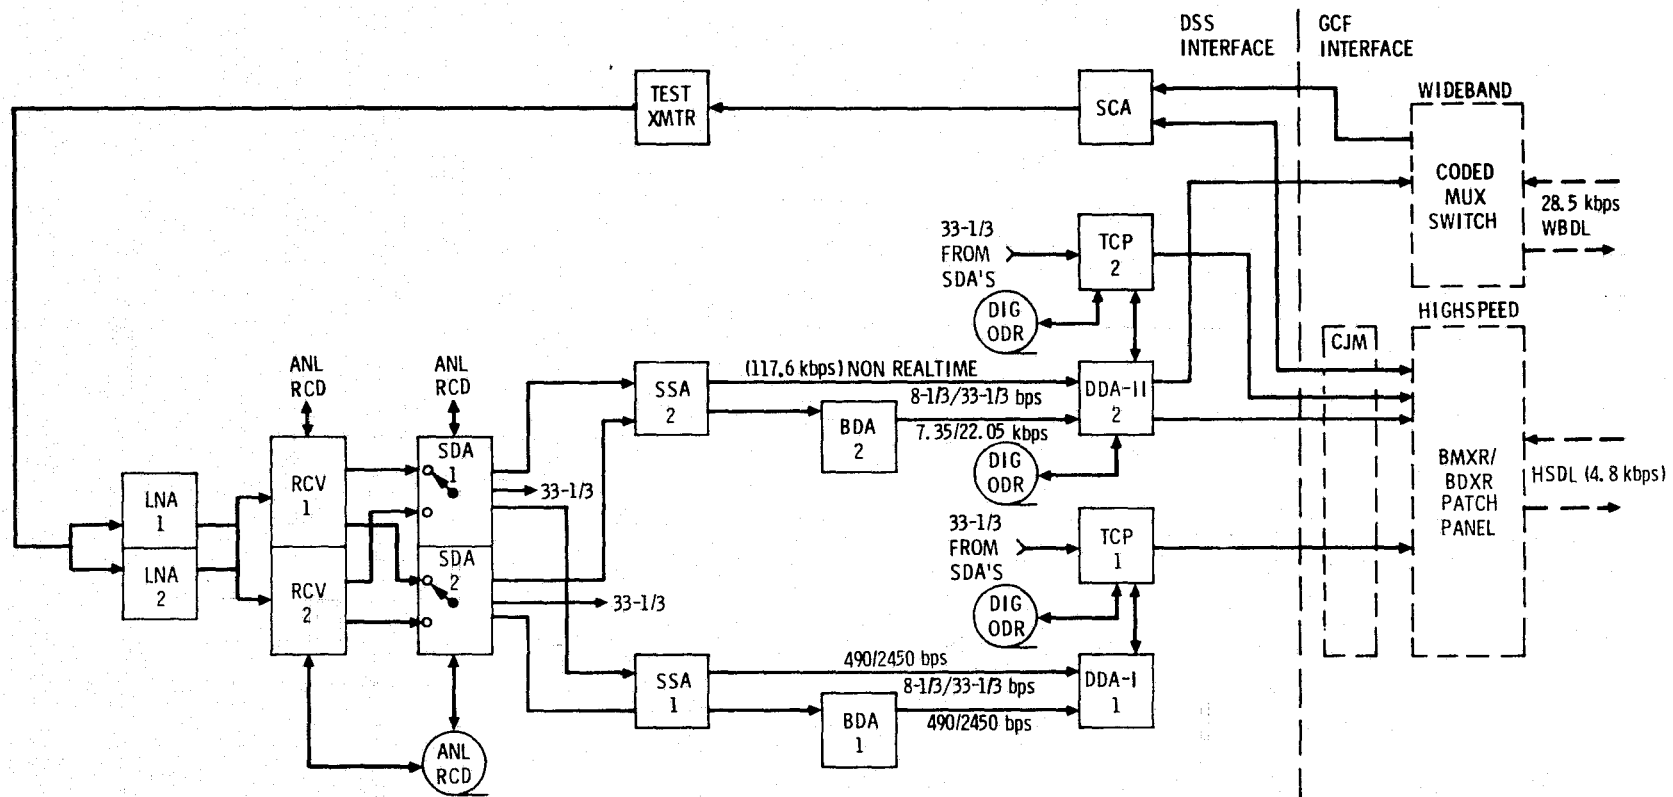 DSS
INTERFACE
GCF
INTERFACE
TEST
XMTR
SCA
WIDEBAND
CODED
MUX
SWITCH
28.5 kbps
WBDL
33-1/3
FROM
SDA'S
TCP
2
DIG
ODR
HIGHSPEED
CJM
ANL
RCD
ANL
RCD
SSA
2
(117.6 kbps) NON REALTIME
8-1/3/33-1/3 bps
BDA
2
7.35/22.05 kbps
DDA-II
2
DIG
ODR
BMXR/
BDXR
PATCH
PANEL
HSDL (4.8 kbps)
LNA
1
LNA
2
RCV
1
RCV
2
SDA
1
33-1/3
SDA
2
33-1/3
33-1/3
FROM
SDA'S
TCP
1
DIG
ODR
SSA
1
490/2450 bps
8-1/3/33-1/3 bps
BDA
1
490/2450 bps
DDA-I
1
ANL
RCD